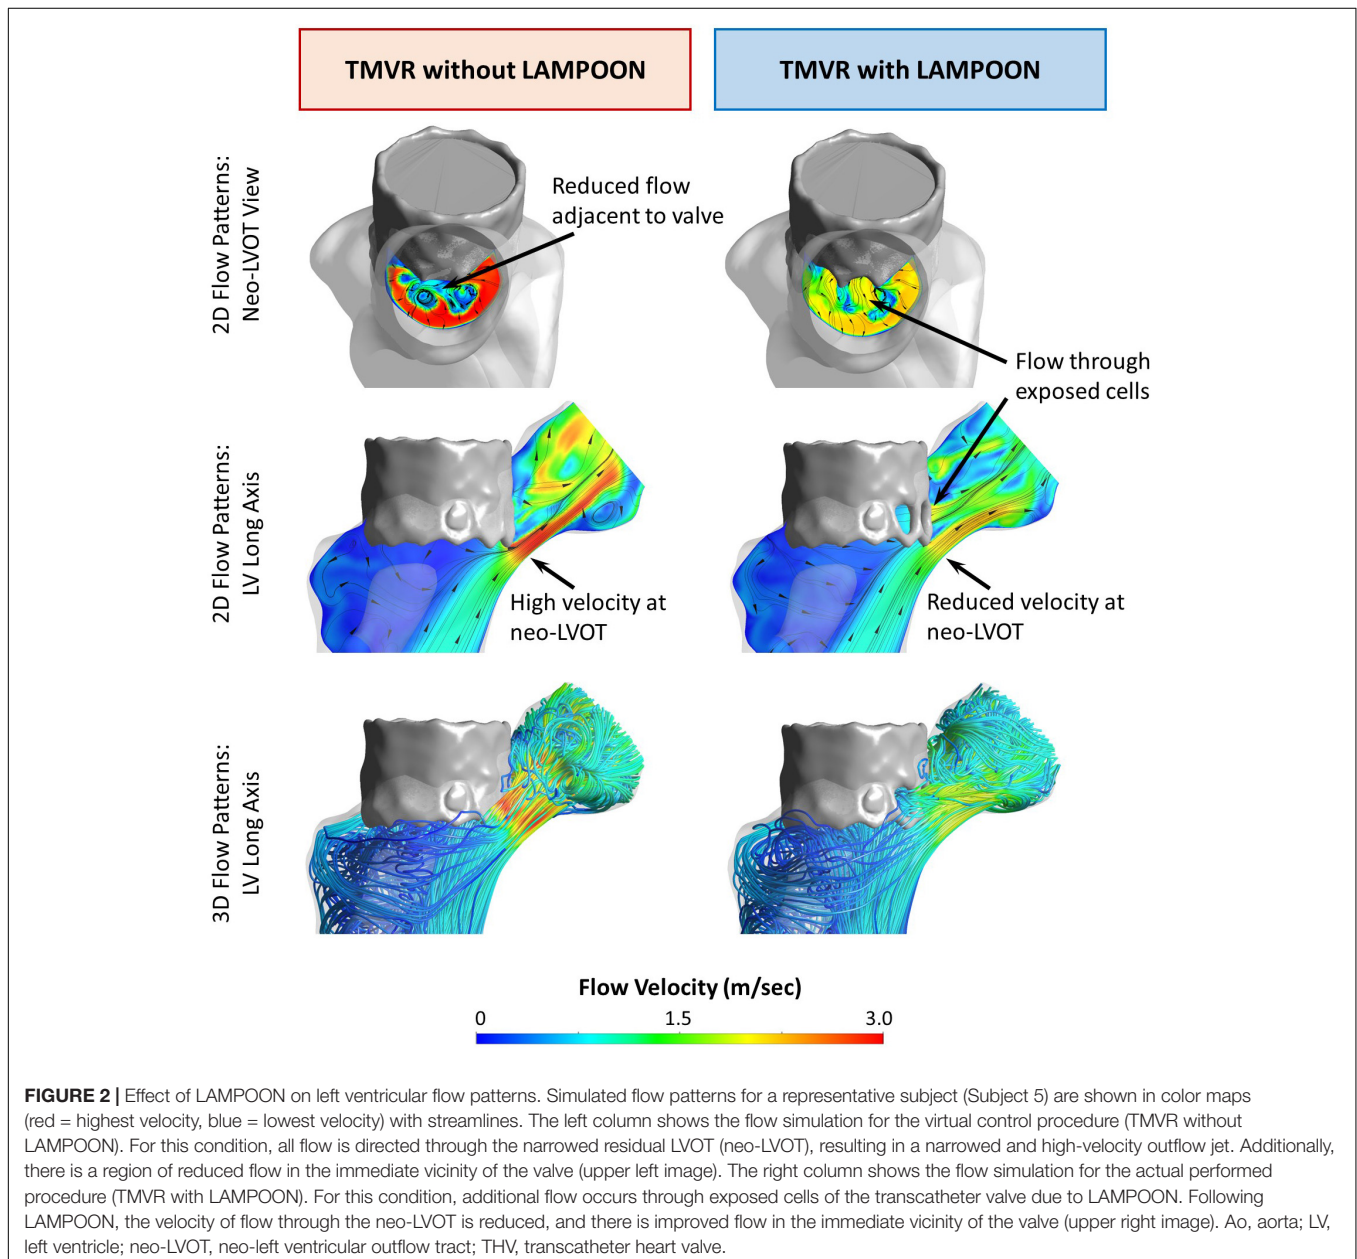 TMVR without LAMPOON
TMVR with LAMPOON
2D Flow Patterns:
Neo-LVOT View
Reduced flow
adjacent to valve
Flow through
exposed cells
2D Flow Patterns:
LV Long Axis
High velocity at
neo-LVOT
Reduced velocity at
neo-LVOT
3D Flow Patterns:
LV Long Axis
Flow Velocity (m/sec)
0 1.5 3.0
FIGURE 2 | Effect of LAMPOON on left ventricular flow patterns. Simulated flow patterns for a representative subject (Subject 5) are shown in color maps
(red = highest velocity, blue = lowest velocity) with streamlines. The left column shows the flow simulation for the virtual control procedure (TMVR without
LAMPOON). For this condition, all flow is directed through the narrowed residual LVOT (neo-LVOT), resulting in a narrowed and high-velocity outflow jet. Additionally,
there is a region of reduced flow in the immediate vicinity of the valve (upper left image). The right column shows the flow simulation for the actual performed
procedure (TMVR with LAMPOON). For this condition, additional flow occurs through exposed cells of the transcatheter valve due to LAMPOON. Following
LAMPOON, the velocity of flow through the neo-LVOT is reduced, and there is improved flow in the immediate vicinity of the valve (upper right image). Ao, aorta; LV,
left ventricle; neo-LVOT, neo-left ventricular outflow tract; THV, transcatheter heart valve.